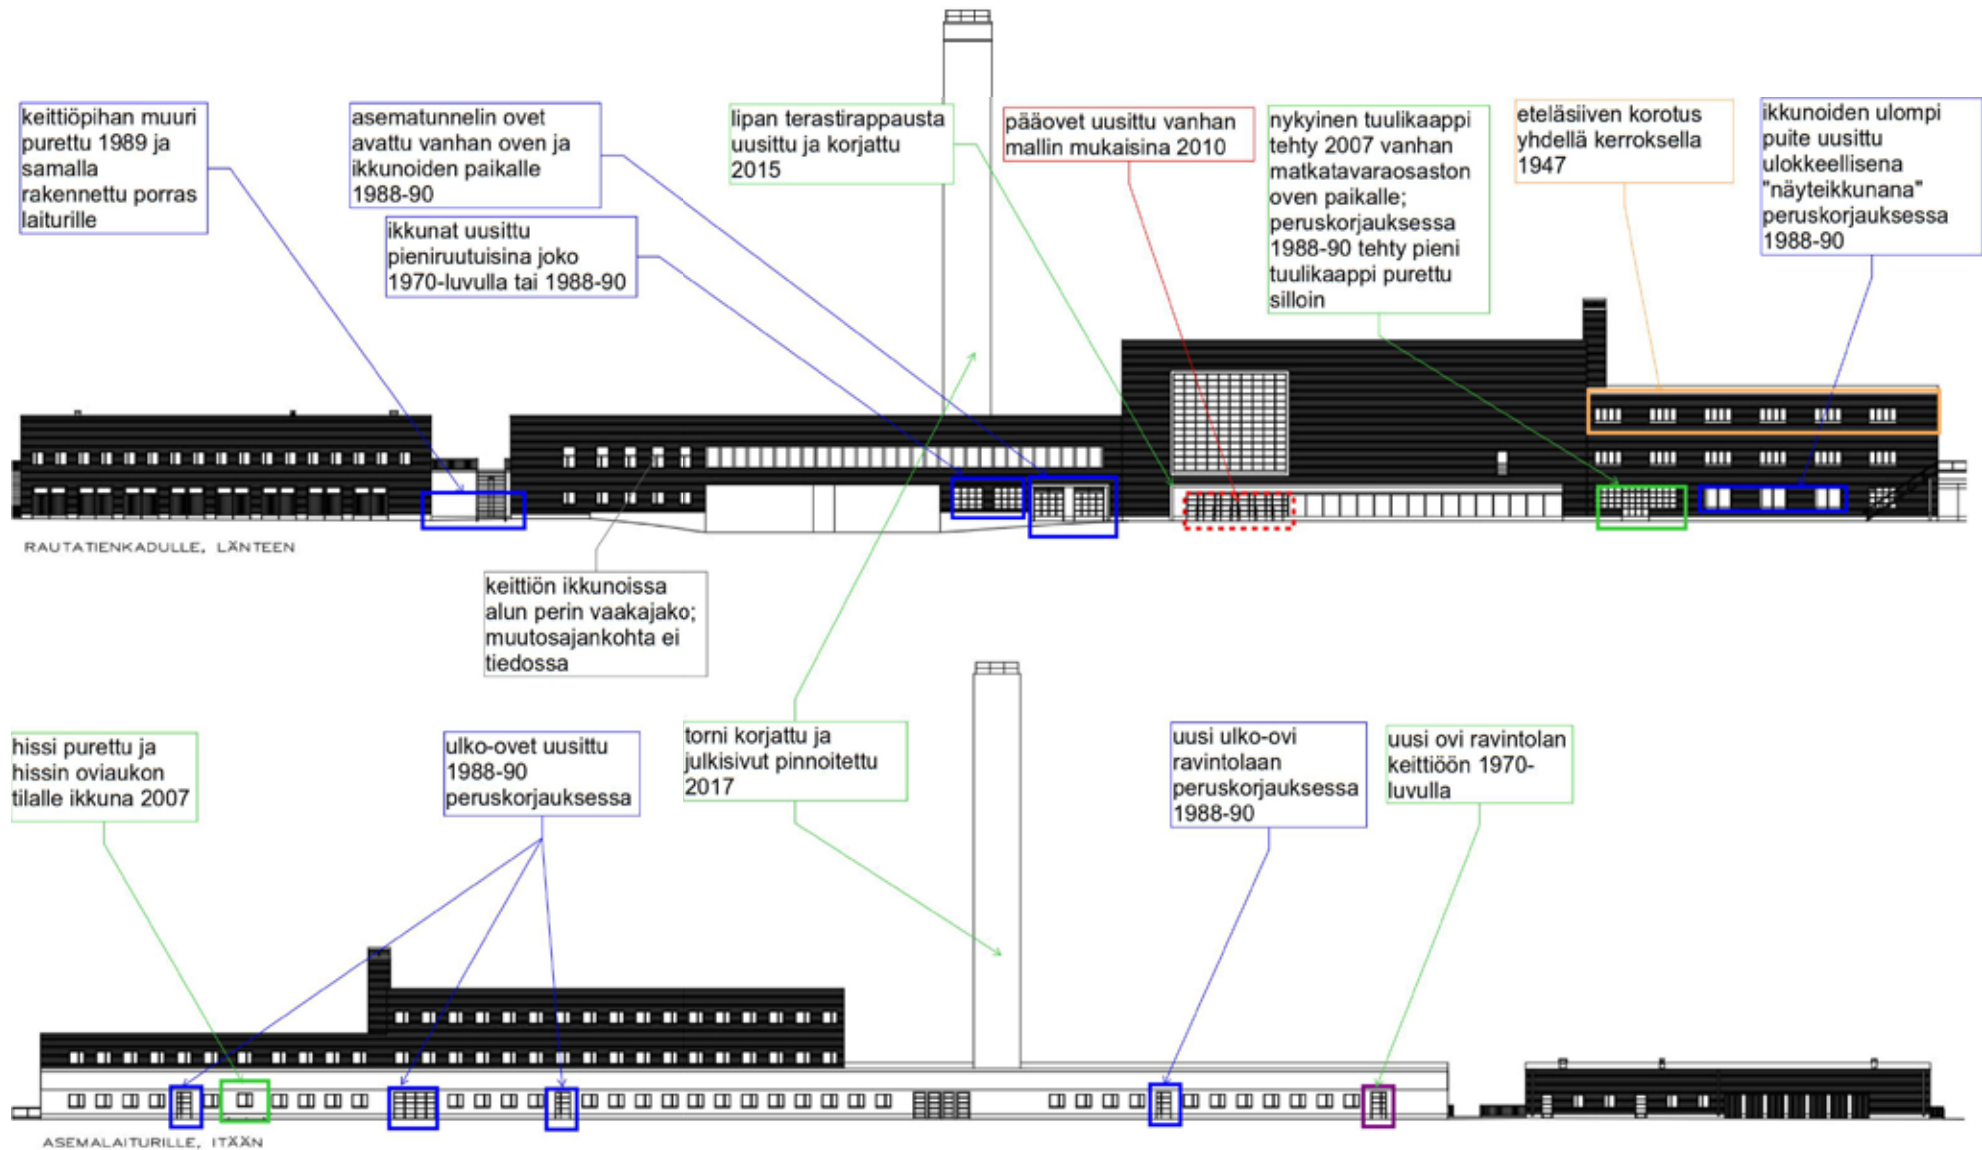 keittiöpihan muuri
purettu 1989 ja
samalla
rakennettu porras
laiturille
asematunnelin ovet
avattu vanhan oven ja
ikkunoiden paikalle
1988-90
ikkunat uusittu
pieniruutuisina joko
1970-luvulla tai 1988-90
lipan terastirappausta
uusittu ja korjattu
2015
pääovet uusittu vanhan
mallin mukaisina 2010
nykyinen tuulikaappi
tehty 2007 vanhan
matkatavaraosaston
oven paikalle;
peruskorjauksessa
1988-90 tehty pieni
tuulikaappi purettu
silloin
eteläsiiven korotus
yhdellä kerroksella
1947
ikkunoiden ulompi
puite uusittu
ulokkeellisena
"näyteikkunana"
peruskorjauksessa
1988-90
RAUTATIENKADULLE, LÄNTEEN
keittiön ikkunoissa
alun perin vaakajako;
muutosajankohta ei
tiedossa
hissi purettu ja
hissin oviaukon
tilalle ikkuna 2007
ulko-ovet uusittu
1988-90
peruskorjauksessa
torni korjattu ja
julkisivut pinnoitettu
2017
uusi ulko-ovi
ravintolaan
peruskorjauksessa
1988-90
uusi ovi ravintolan
keittiöön 1970-
luvulla
ASEMALAITURILLE, ITÄÄN